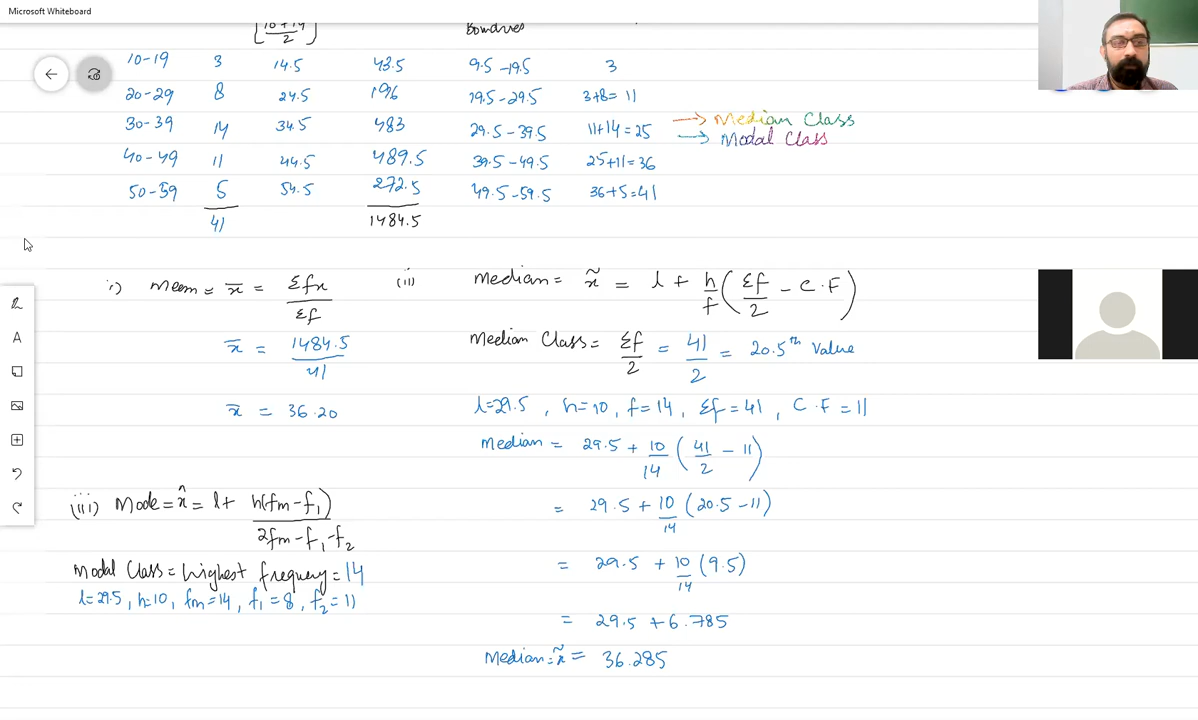 Microsoft Whiteboard
[10+19/2] Boundries
10-19 3 14.5 43.5 9.5-19.5 3
20-29 8 24.5 196 19.5-29.5 3+8=11
30-39 14 34.5 483 29.5-39.5 11+14=25 → Median Class
→ Modal Class
40-49 11 44.5 489.5 39.5-49.5 25+11=36
50-59 5 54.5 272.5 49.5-59.5 36+5=41
41 1484.5
i) Mean = x̄ = Σfx/Σf
x̄ = 1484.5/41
x̄ = 36.20
(ii) Median = x̃ = l + h/f (Σf/2 - C.F)
Median Class = Σf/2 = 41/2 = 20.5th Value
l=29.5, h=10, f=14, Σf=41, C.F=11
Median = 29.5 + 10/14 (41/2 - 11)
= 29.5 + 10/14 (20.5-11)
= 29.5 + 10/14 (9.5)
= 29.5 + 6.785
Median = x̃ = 36.285
(iii) Mode = x̂ = l + h(fm-f₁)/2fm-f₁-f₂
Modal Class = highest frequency = 14
l=29.5, h=10, fm=14, f₁=8, f₂=11